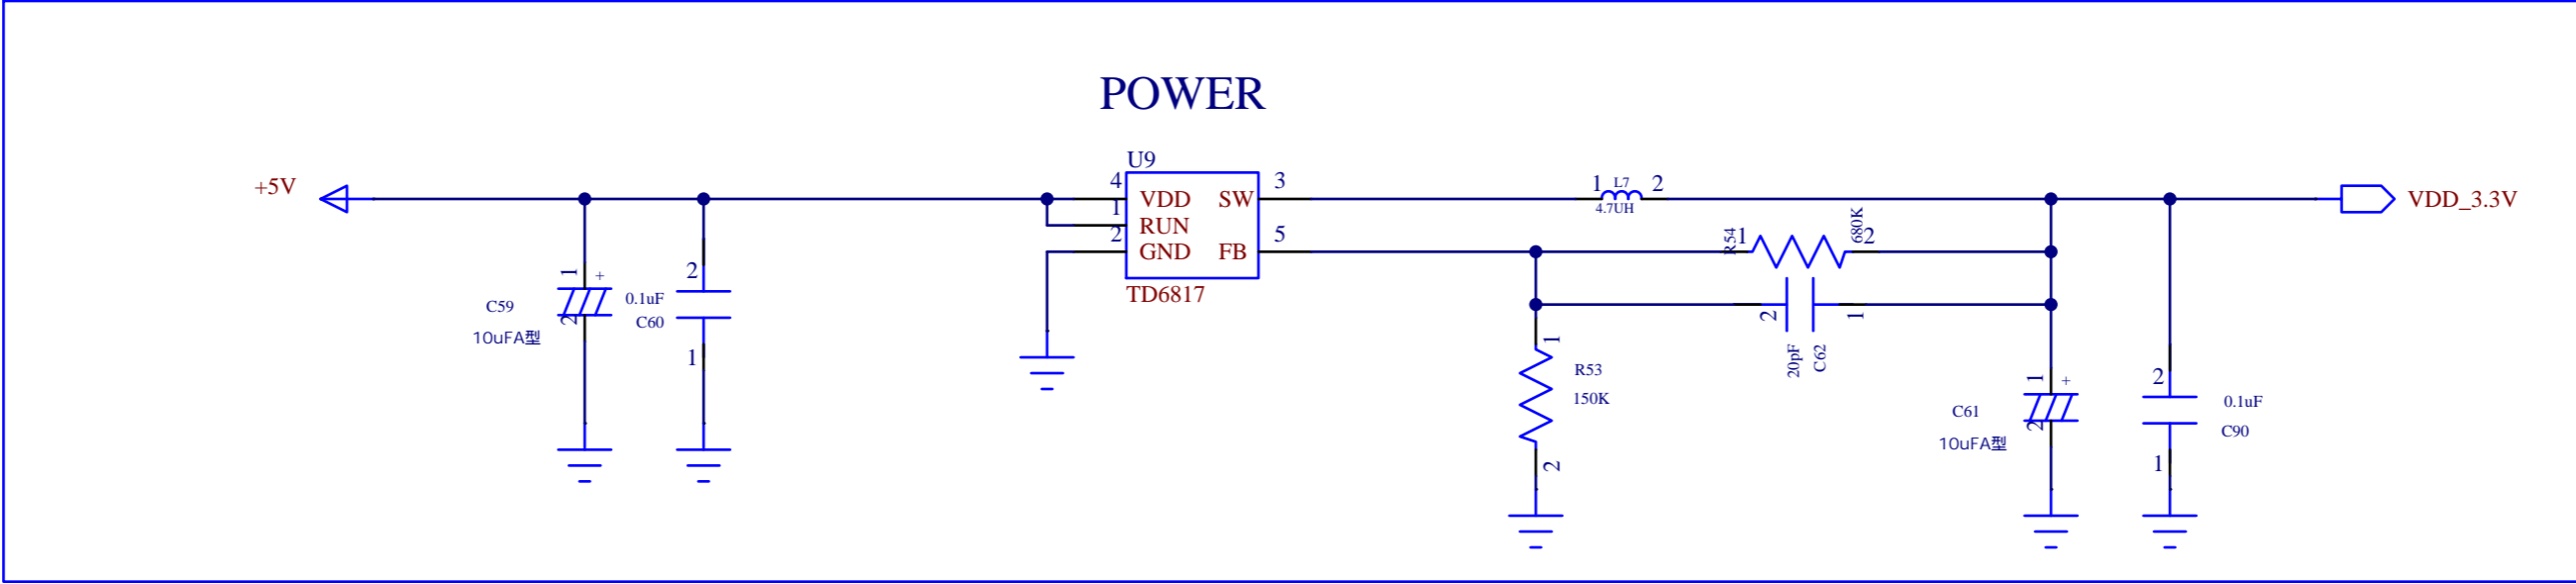 POWER
+5V
U9
4
1
2
VDD
RUN
GND
SW
FB
TD6817
3
5
1
L7
2
4.7UH
VDD_3.3V
R54
1
680K
2
2
1
20pF
C62
1
+
C59
10uFA型
2
0.1uF
C60
2
1
1
R53
150K
2
1
+
C61
10uFA型
2
2
0.1uF
C90
1